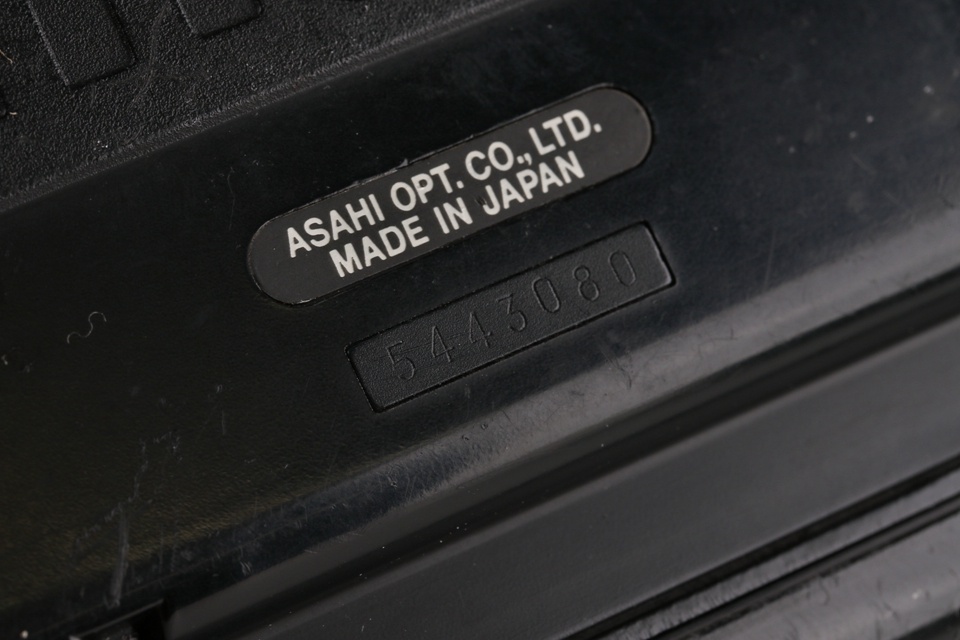 ASAHI OPT. CO., LTD.
MADE IN JAPAN
5443080